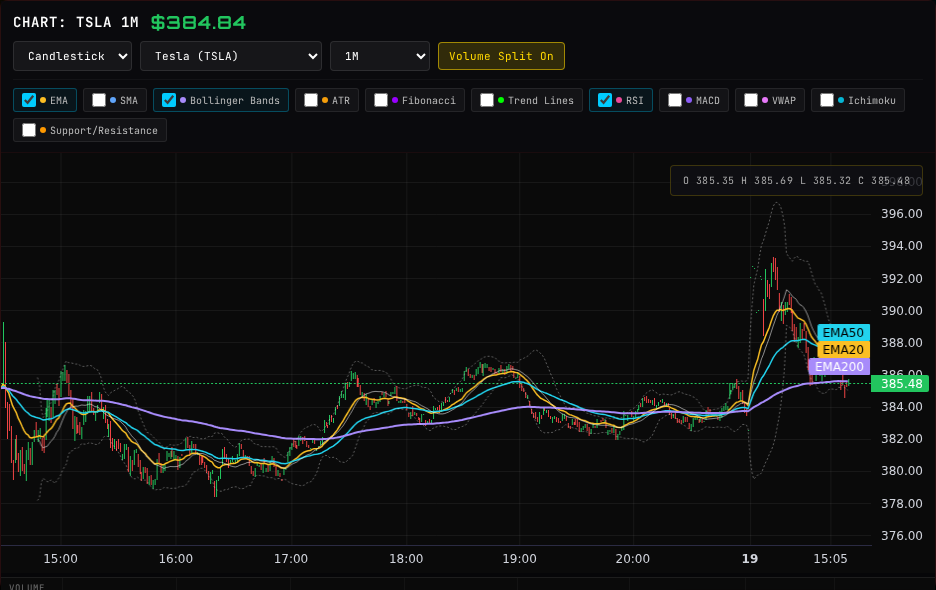 CHART: TSLA 1M $384.84
Candlestick Tesla (TSLA) 1M Volume Split On
EMA SMA Bollinger Bands ATR Fibonacci Trend Lines RSI MACD VWAP Ichimoku
Support/Resistance
O 385.35 H 385.69 L 385.32 C 385.48
396.00
394.00
392.00
390.00
388.00
386.00
384.00
382.00
380.00
378.00
376.00
EMA50
EMA20
EMA200
385.48
15:00 16:00 17:00 18:00 19:00 20:00 19 15:05
VOLUME